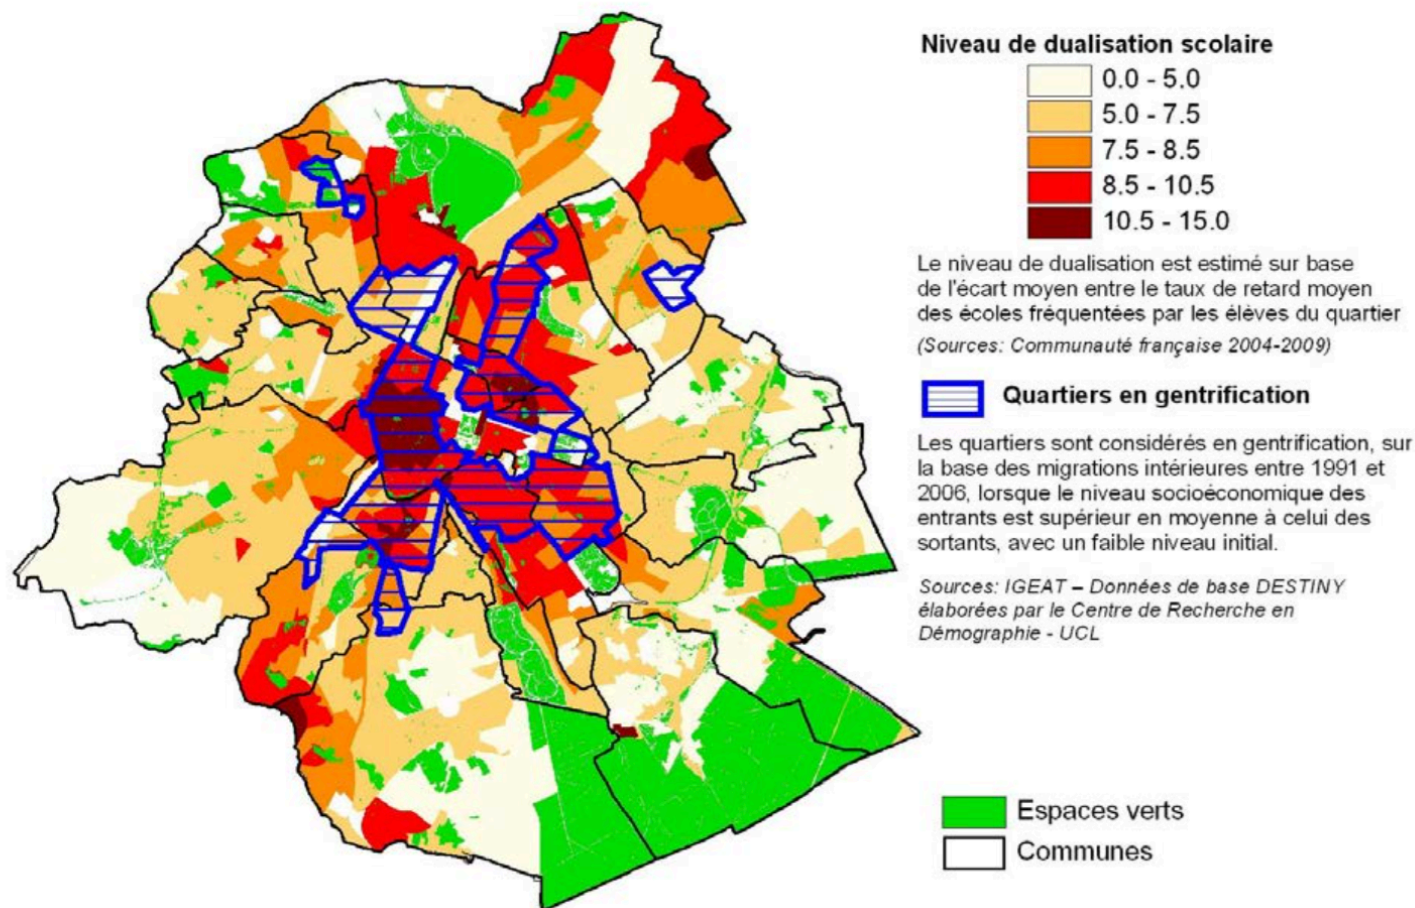 Niveau de dualisation scolaire
0.0 - 5.0
5.0 - 7.5
7.5 - 8.5
8.5 - 10.5
10.5 - 15.0
Le niveau de dualisation est estimé sur base
de l'écart moyen entre le taux de retard moyen
des écoles fréquentées par les élèves du quartier
(Sources: Communauté française 2004-2009)
Quartiers en gentrification
Les quartiers sont considérés en gentrification, sur
la base des migrations intérieures entre 1991 et
2006, lorsque le niveau socioéconomique des
entrants est supérieur en moyenne à celui des
sortants, avec un faible niveau initial.
Sources: IGEAT – Données de base DESTINY
élaborées par le Centre de Recherche en
Démographie - UCL
Espaces verts
Communes